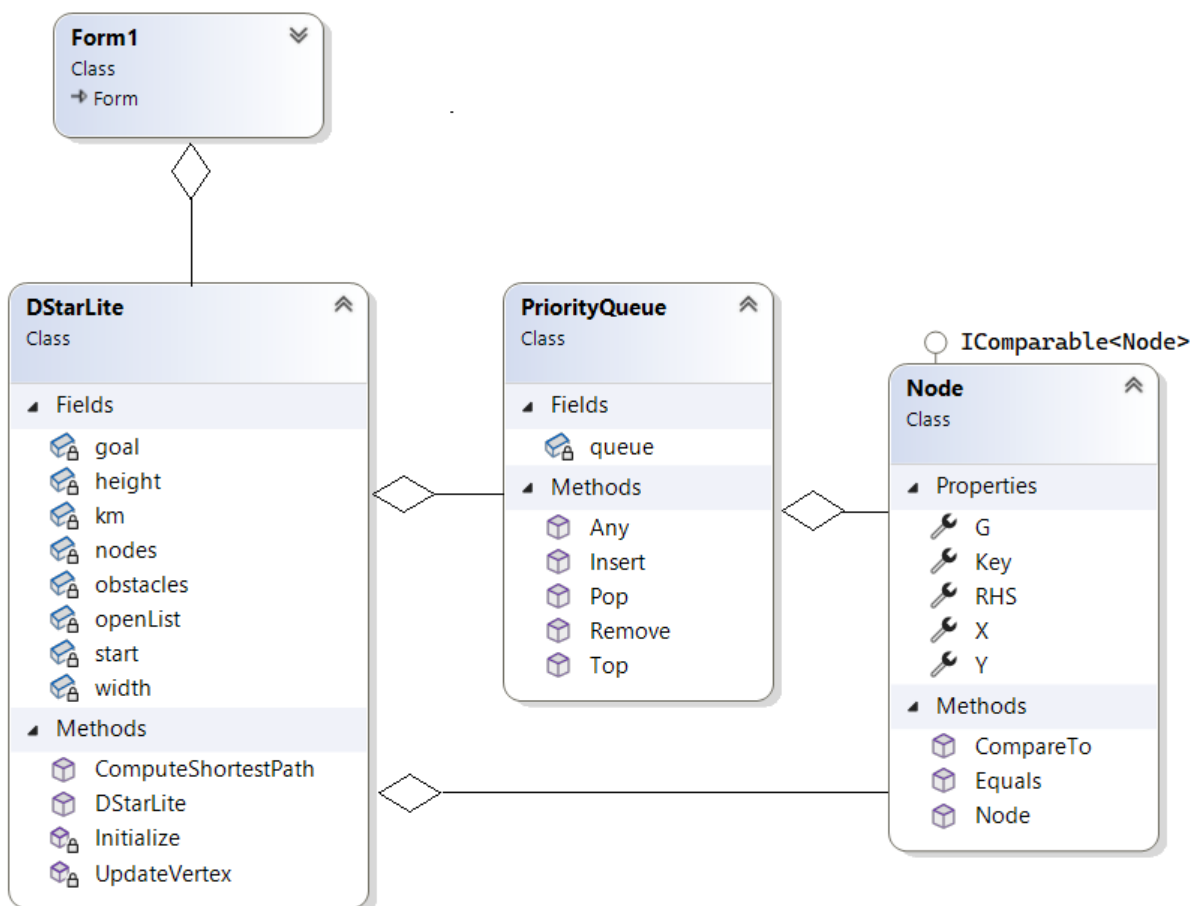 Form1
Class
Form
DStarLite
Class
Fields
goal
height
km
nodes
obstacles
openList
start
width
Methods
ComputeShortestPath
DStarLite
Initialize
UpdateVertex
PriorityQueue
Class
Fields
queue
Methods
Any
Insert
Pop
Remove
Top
IComparable<Node>
Node
Class
Properties
G
Key
RHS
X
Y
Methods
CompareTo
Equals
Node